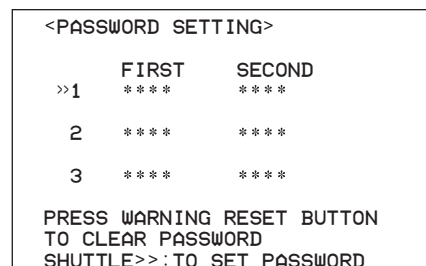 <PASSWORD SETTING>
FIRST SECOND
»1 **** ****
2 **** ****
3 **** ****
PRESS WARNING RESET BUTTON
TO CLEAR PASSWORD
SHUTTLE>>:TO SET PASSWORD